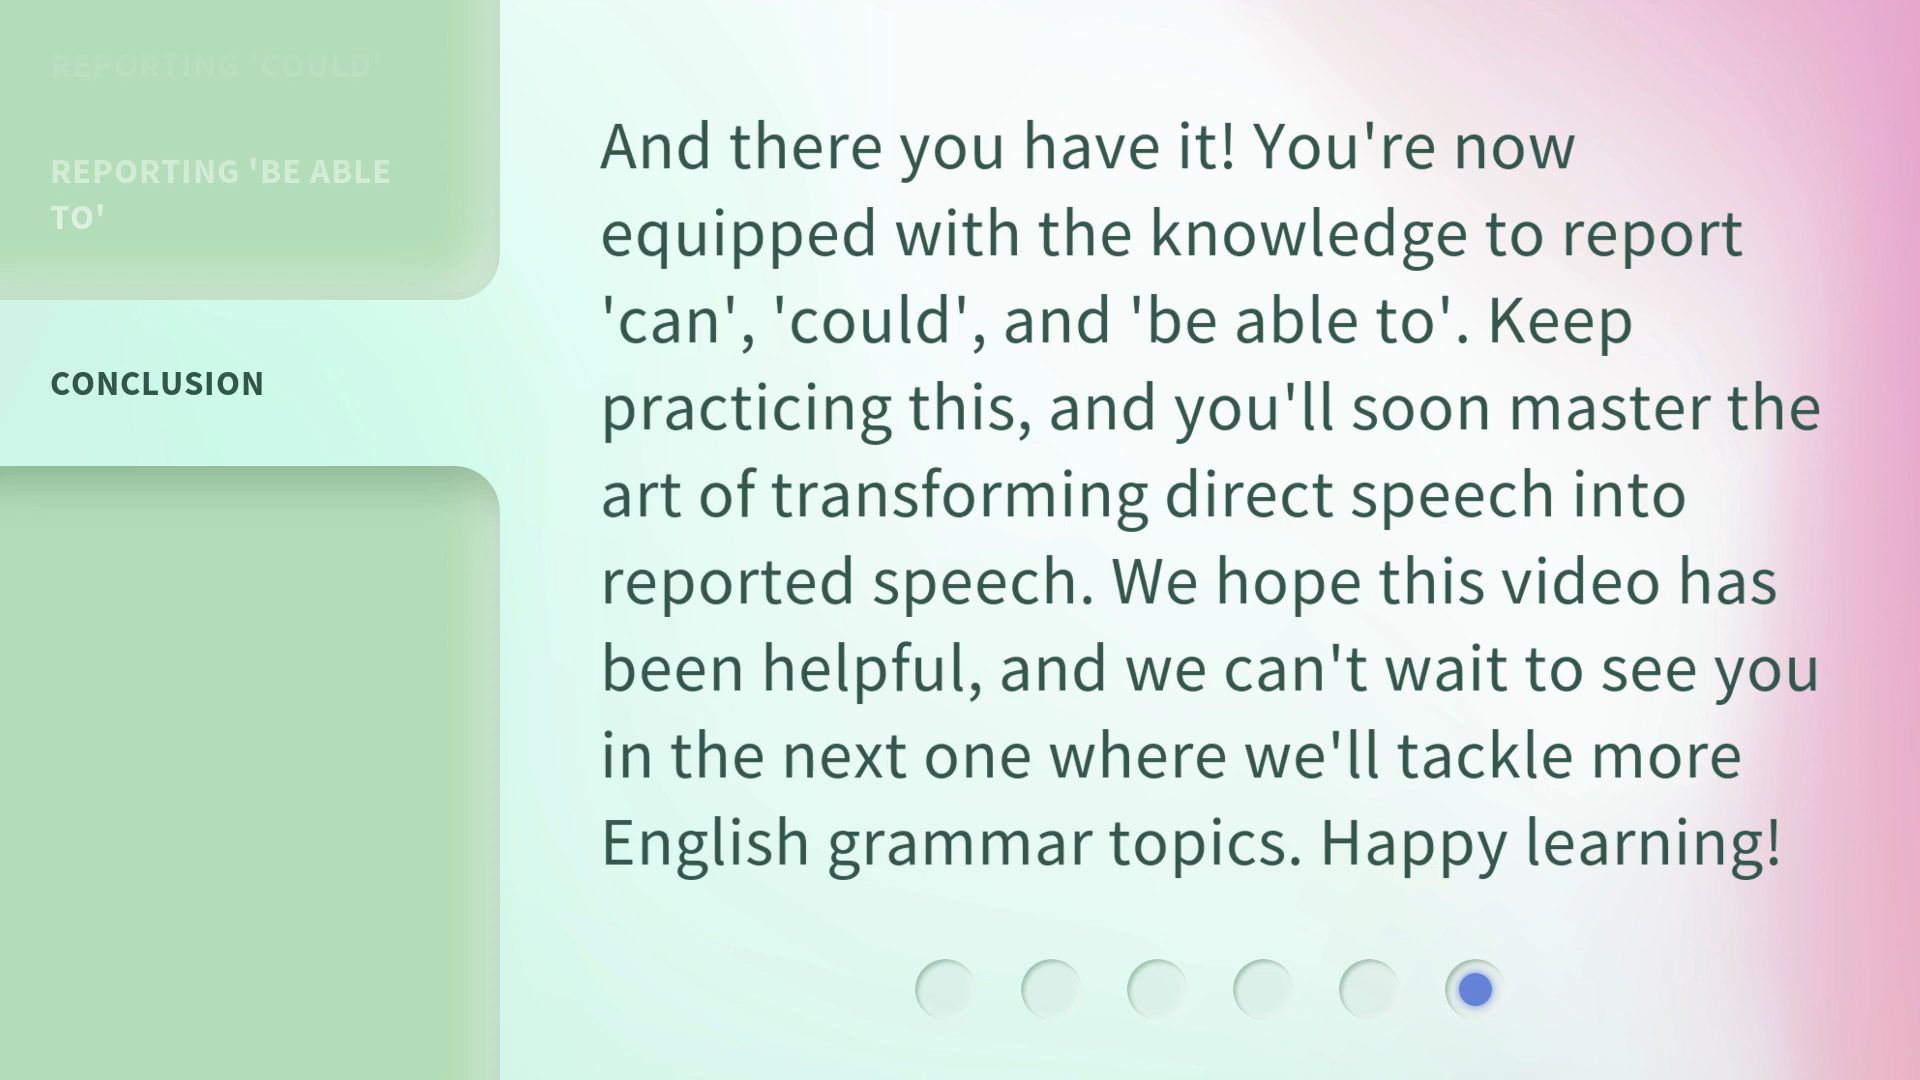 REPORTING 'COULD'
REPORTING 'BE ABLE
TO'
CONCLUSION
And there you have it! You're now
equipped with the knowledge to report
'can', 'could', and 'be able to'. Keep
practicing this, and you'll soon master the
art of transforming direct speech into
reported speech. We hope this video has
been helpful, and we can't wait to see you
in the next one where we'll tackle more
English grammar topics. Happy learning!